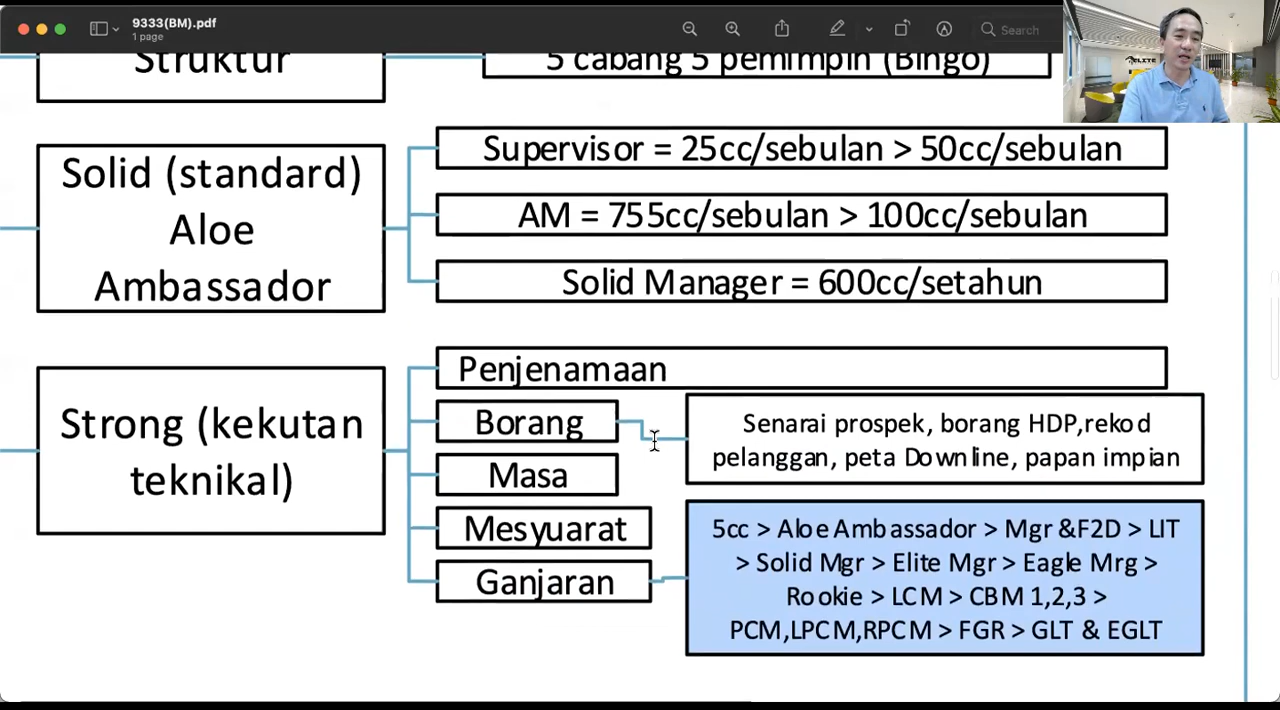 9333(BM).pdf
1 page
Search
ELITE
Struktur
5 cabang 5 pemimpin (Bingo)
Solid (standard)
Aloe
Ambassador
Supervisor = 25cc/sebulan > 50cc/sebulan
AM = 755cc/sebulan > 100cc/sebulan
Solid Manager = 600cc/setahun
Strong (kekutan
teknikal)
Penjenamaan
Borang
Senarai prospek, borang HDP,rekod
pelanggan, peta Downline, papan impian
Masa
Mesyuarat
Ganjaran
5cc > Aloe Ambassador > Mgr &F2D > LIT
> Solid Mgr > Elite Mgr > Eagle Mrg >
Rookie > LCM > CBM 1,2,3 >
PCM,LPCM,RPCM > FGR > GLT & EGLT